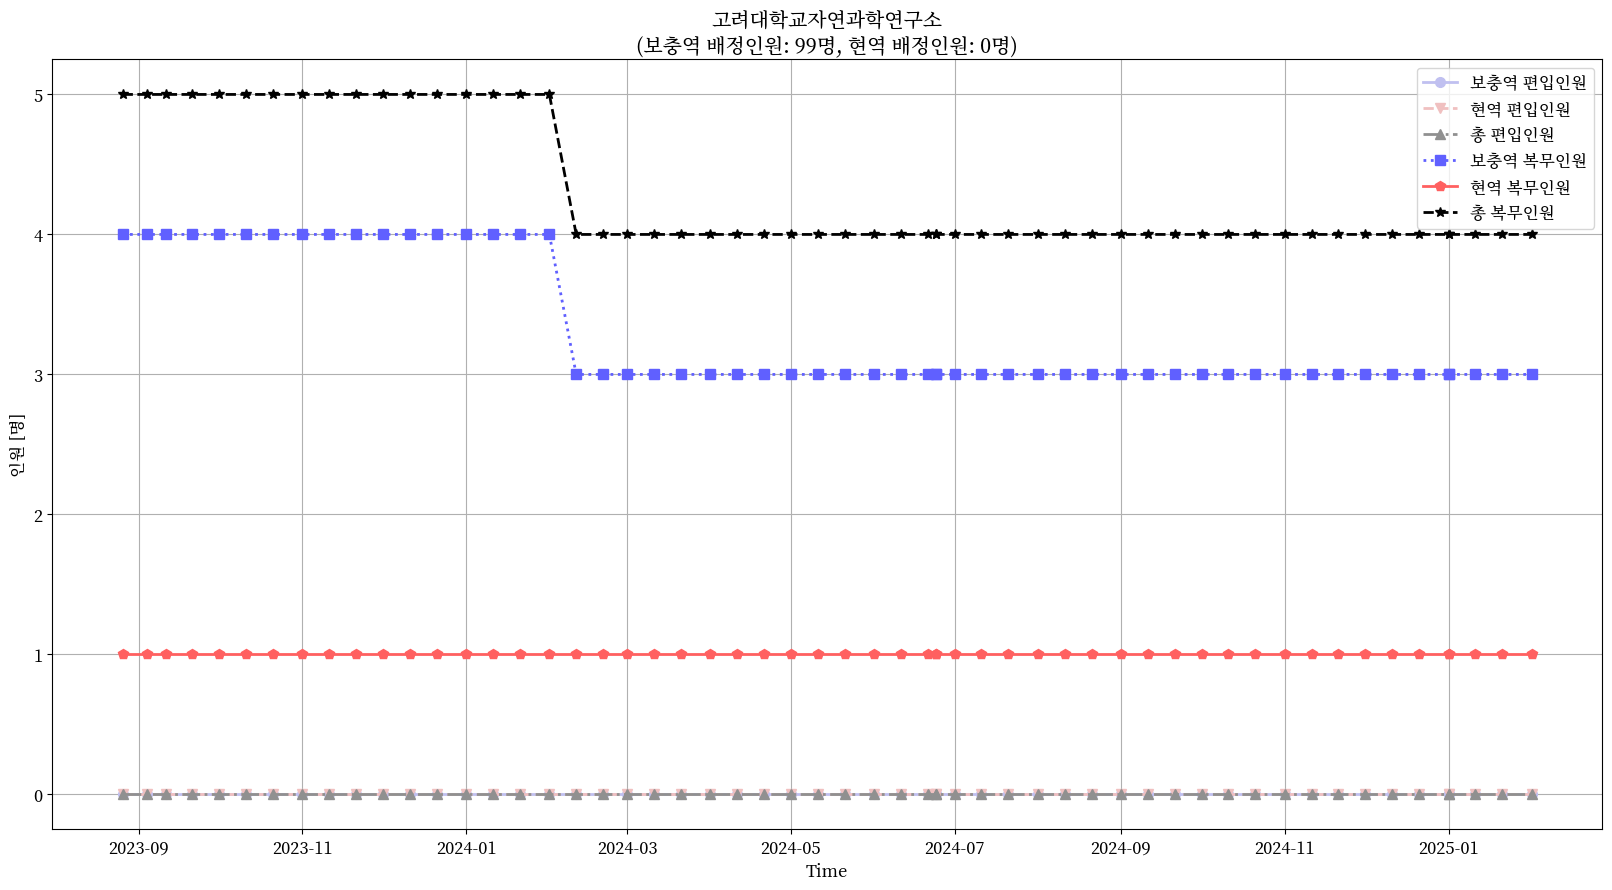 고려대학교자연과학연구소
(보충역 배정인원: 99명, 현역 배정인원: 0명)
보충역 편입인원
현역 편입인원
총 편입인원
보충역 복무인원
현역 복무인원
총 복무인원
5
4
3
2
1
0
인원 [명]
2023-09
2023-11
2024-01
2024-03
2024-05
2024-07
2024-09
2024-11
2025-01
Time